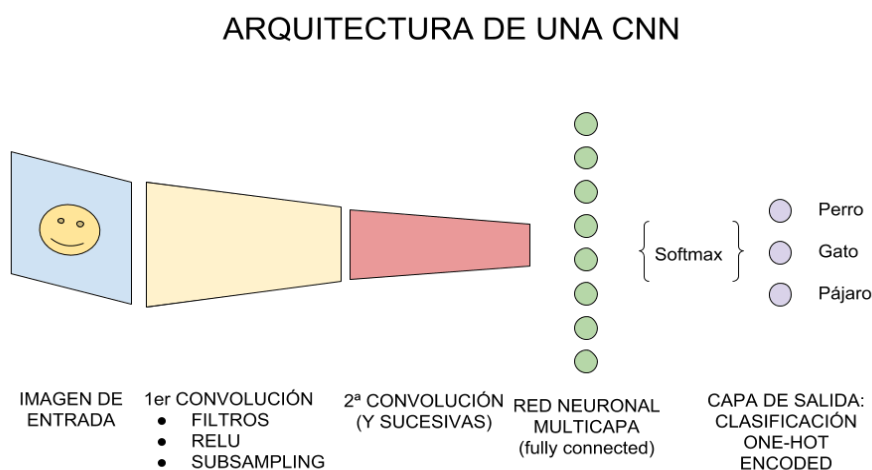 ARQUITECTURA DE UNA CNN
Softmax
Perro
Gato
Pájaro
IMAGEN DE
ENTRADA
1er CONVOLUCIÓN
● FILTROS
● RELU
● SUBSAMPLING
2ª CONVOLUCIÓN
(Y SUCESIVAS)
RED NEURONAL
MULTICAPA
(fully connected)
CAPA DE SALIDA:
CLASIFICACIÓN
ONE-HOT
ENCODED